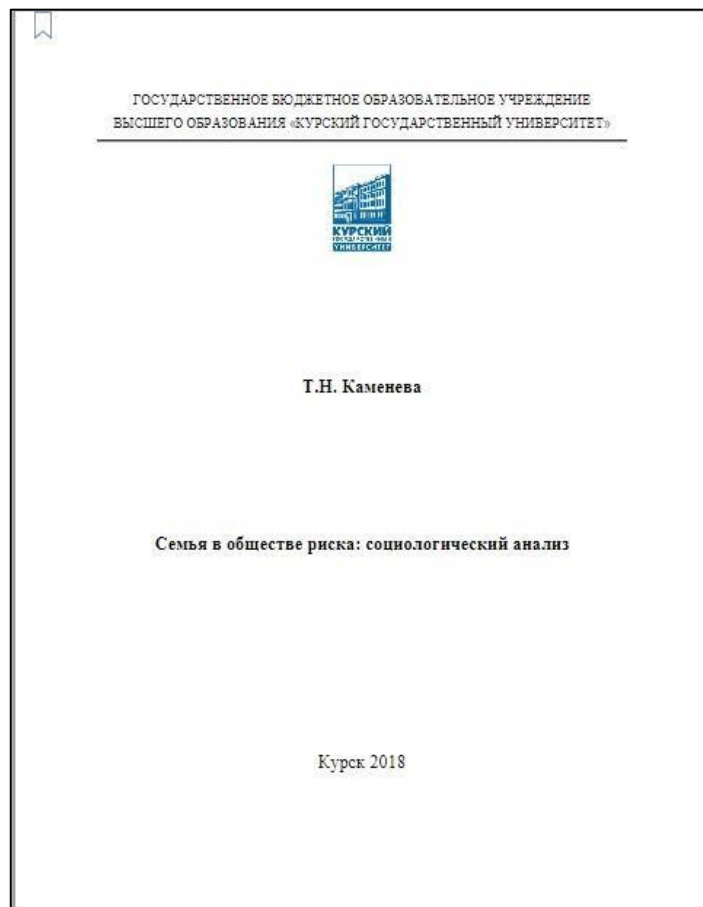 ГОСУДАРСТВЕННОЕ БЮДЖЕТНОЕ ОБРАЗОВАТЕЛЬНОЕ УЧРЕЖДЕНИЕ
ВЫСШЕГО ОБРАЗОВАНИЯ «КУРСКИЙ ГОСУДАРСТВЕННЫЙ УНИВЕРСИТЕТ»
КУРСКИЙ
ГОСУДАРСТВЕННЫЙ
УНИВЕРСИТЕТ
Т.Н. Каменева
Семья в обществе риска: социологический анализ
Курск 2018